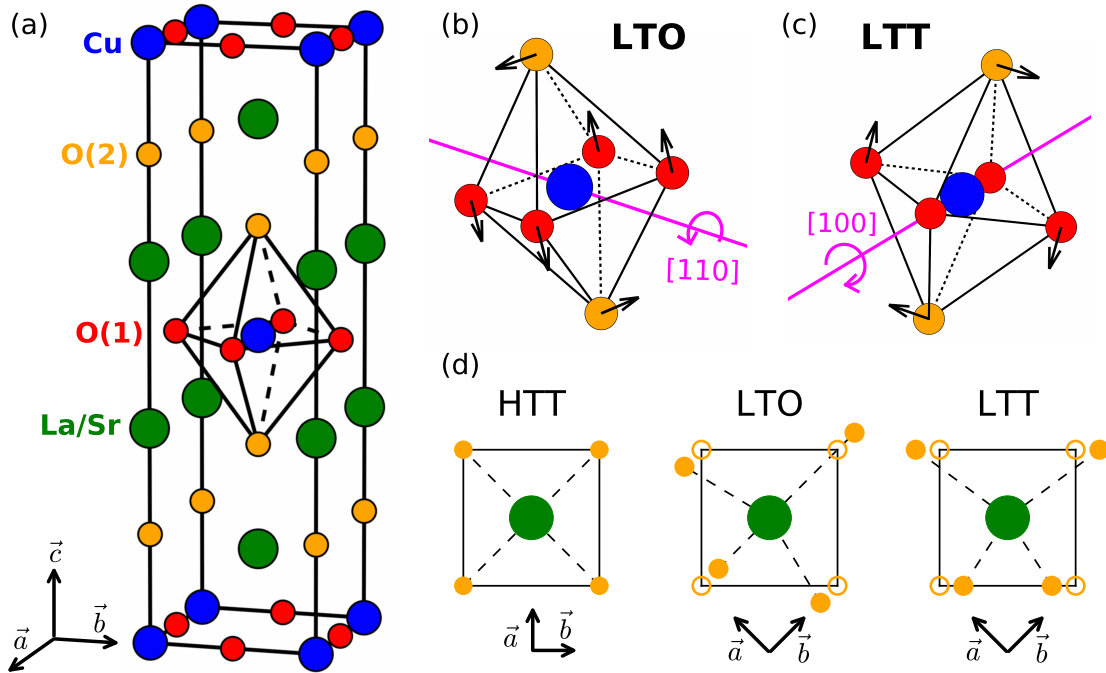 (a)
Cu
O(2)
O(1)
La/Sr
c⃗
a⃗
b⃗
(b)
LTO
[110]
(c)
LTT
[100]
(d)
HTT
LTO
LTT
a⃗
b⃗
a⃗
b⃗
a⃗
b⃗